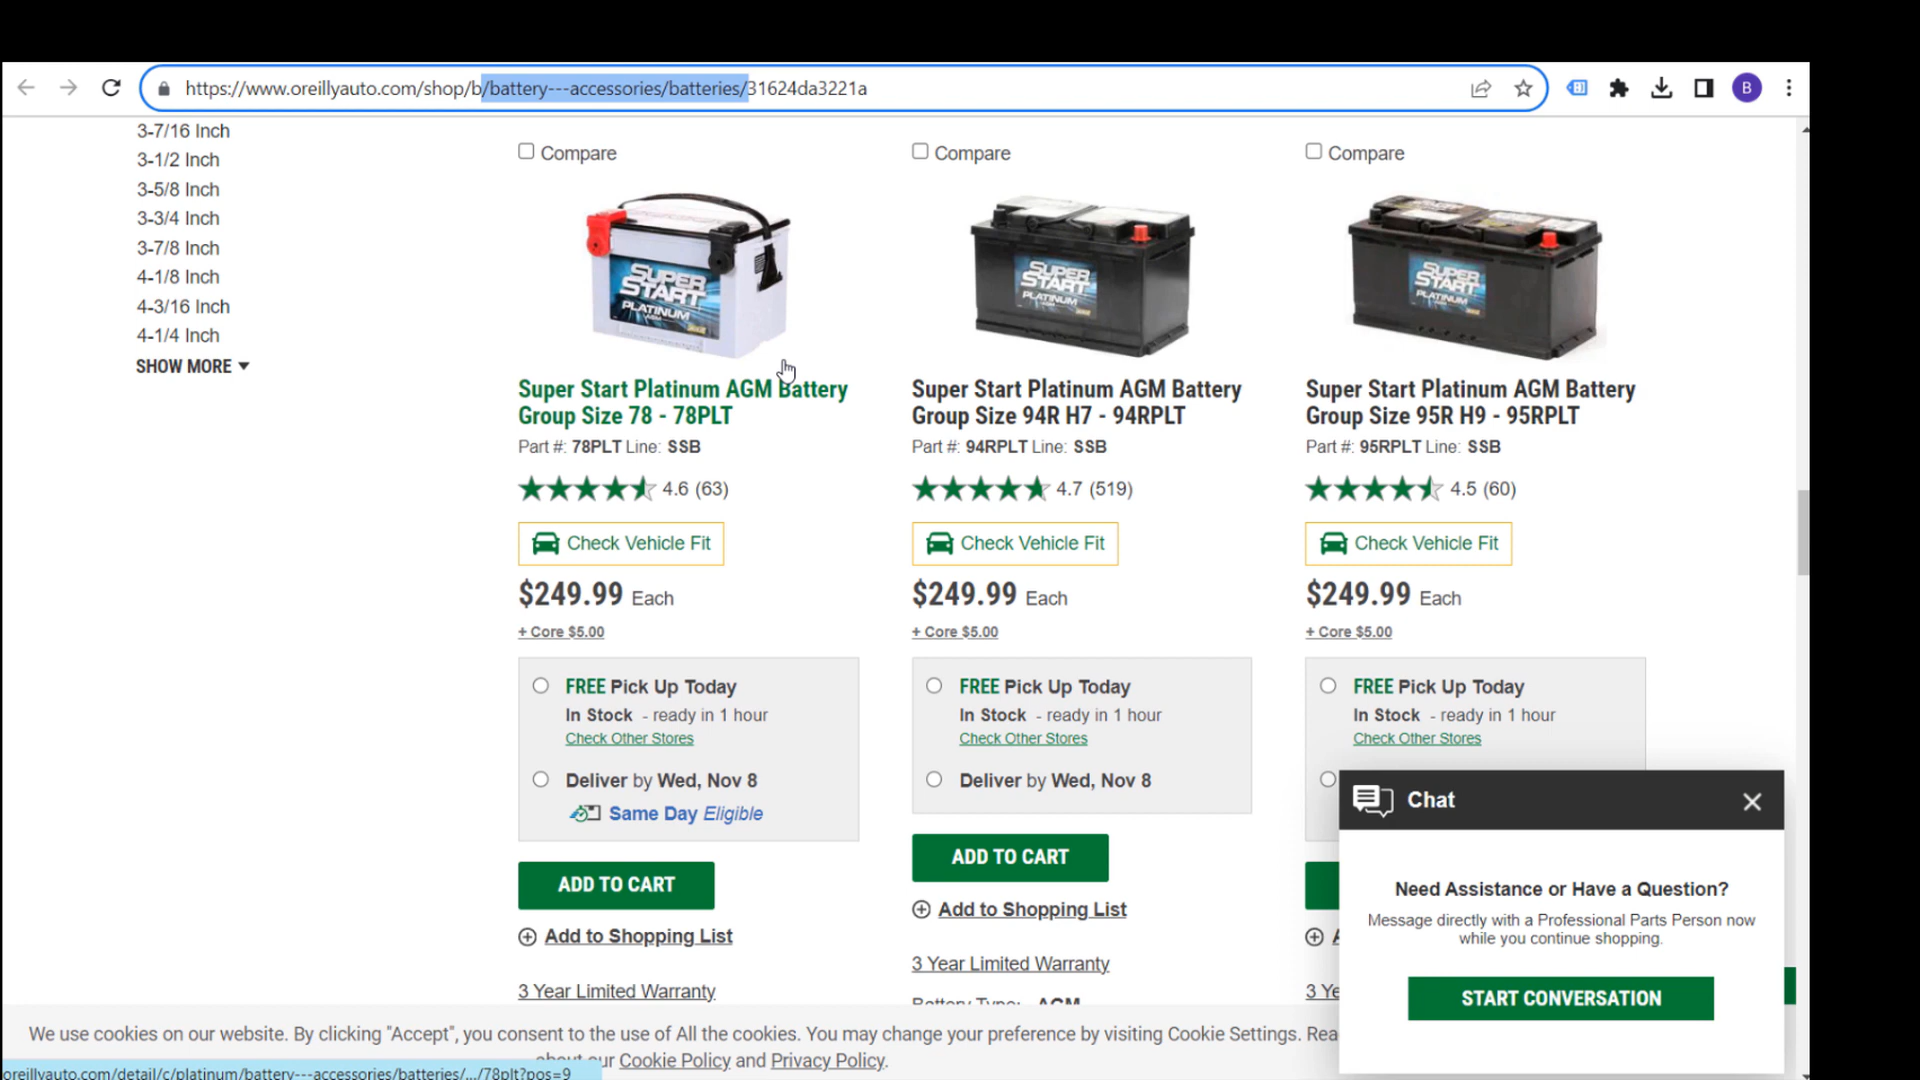 https://www.oreillyauto.com/shop/b/battery---accessories/batteries/31624da3221a
B
3-7/16 Inch
3-1/2 Inch
3-5/8 Inch
3-3/4 Inch
3-7/8 Inch
4-1/8 Inch
4-3/16 Inch
4-1/4 Inch
SHOW MORE
Compare
SUPER
START
PLATINUM
Super Start Platinum AGM Battery
Group Size 78 - 78PLT
Part #: 78PLT Line: SSB
4.6 (63)
Check Vehicle Fit
$249.99 Each
+ Core $5.00
FREE Pick Up Today
In Stock - ready in 1 hour
Check Other Stores
Deliver by Wed, Nov 8
Same Day Eligible
ADD TO CART
Add to Shopping List
3 Year Limited Warranty
Compare
SUPER
START
PLATINUM
Super Start Platinum AGM Battery
Group Size 94R H7 - 94RPLT
Part #: 94RPLT Line: SSB
4.7 (519)
Check Vehicle Fit
$249.99 Each
+ Core $5.00
FREE Pick Up Today
In Stock - ready in 1 hour
Check Other Stores
Deliver by Wed, Nov 8
ADD TO CART
Add to Shopping List
3 Year Limited Warranty
Battery Type: AGM
Compare
SUPER
START
PLATINUM
Super Start Platinum AGM Battery
Group Size 95R H9 - 95RPLT
Part #: 95RPLT Line: SSB
4.5 (60)
Check Vehicle Fit
$249.99 Each
+ Core $5.00
FREE Pick Up Today
In Stock - ready in 1 hour
Check Other Stores
3 Ye
Chat
Need Assistance or Have a Question?
Message directly with a Professional Parts Person now
while you continue shopping.
START CONVERSATION
We use cookies on our website. By clicking "Accept", you consent to the use of All the cookies. You may change your preference by visiting Cookie Settings. Rea
about our Cookie Policy and Privacy Policy.
oreillyauto.com/detail/c/platinum/battery---accessories/batteries/.../78plt?pos=9